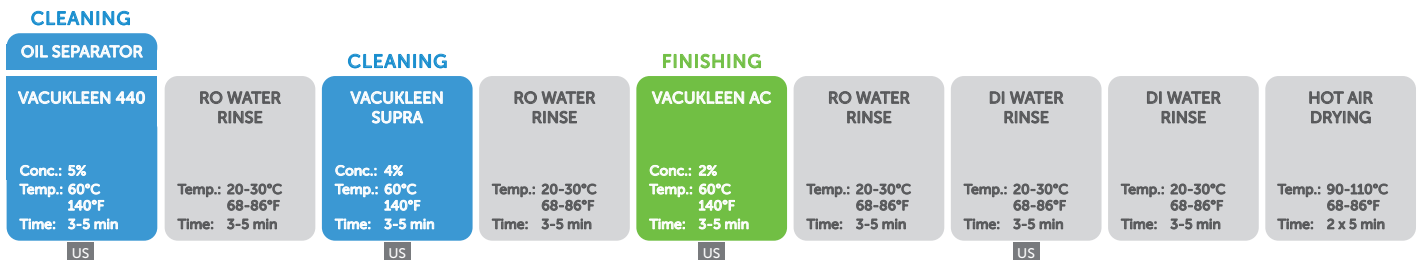 CLEANING
OIL SEPARATOR
VACUKLEEN 440
Conc.: 5%
Temp.: 60°C
140°F
Time: 3-5 min
US
RO WATER
RINSE
Temp.: 20-30°C
68-86°F
Time: 3-5 min
CLEANING
VACUKLEEN
SUPRA
Conc.: 4%
Temp.: 60°C
140°F
Time: 3-5 min
US
RO WATER
RINSE
Temp.: 20-30°C
68-86°F
Time: 3-5 min
FINISHING
VACUKLEEN AC
Conc.: 2%
Temp.: 60°C
140°F
Time: 3-5 min
US
RO WATER
RINSE
Temp.: 20-30°C
68-86°F
Time: 3-5 min
DI WATER
RINSE
Temp.: 20-30°C
68-86°F
Time: 3-5 min
US
DI WATER
RINSE
Temp.: 20-30°C
68-86°F
Time: 3-5 min
HOT AIR
DRYING
Temp.: 90-110°C
68-86°F
Time: 2 x 5 min